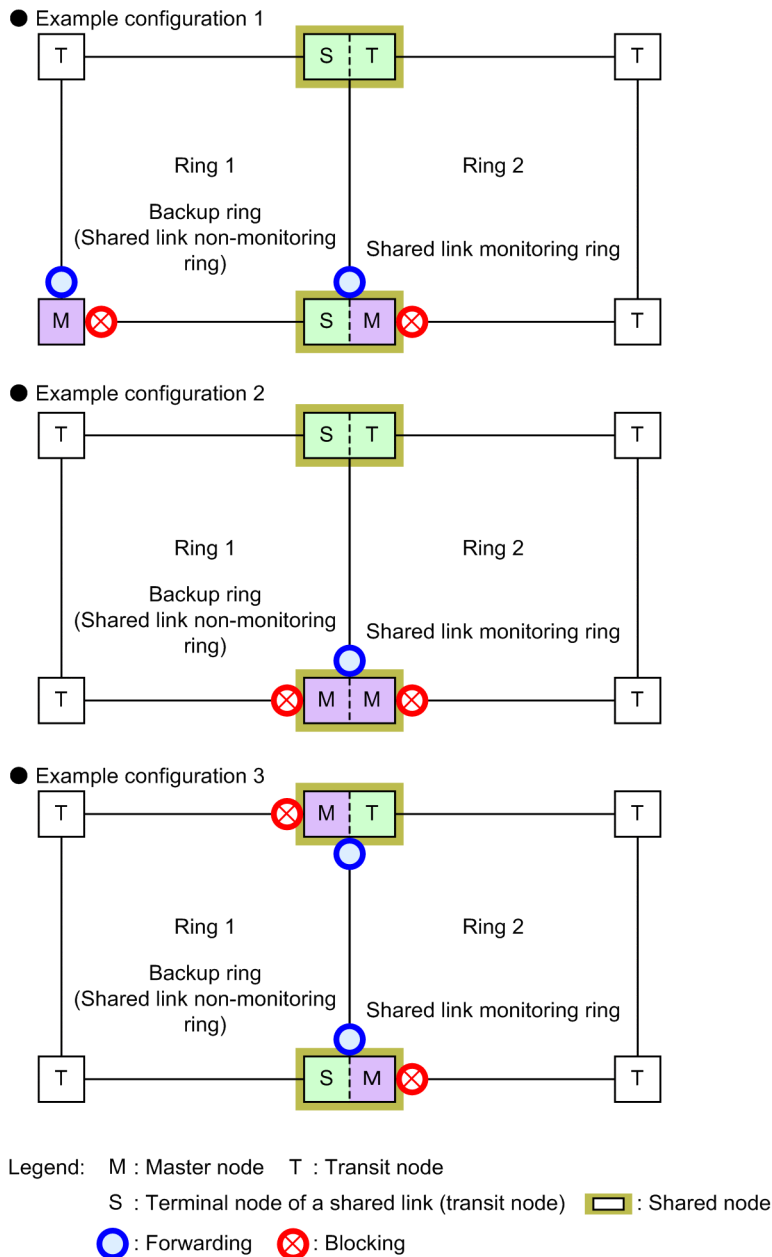 ● Example configuration 1
T
S T
T
Ring 1
Ring 2
Backup ring
(Shared link non-monitoring
ring)
Shared link monitoring ring
M
S M
T
● Example configuration 2
T
S T
T
Ring 1
Ring 2
Backup ring
(Shared link non-monitoring
ring)
Shared link monitoring ring
T
M M
T
● Example configuration 3
T
M T
T
Ring 1
Ring 2
Backup ring
(Shared link non-monitoring
ring)
Shared link monitoring ring
T
S M
T
Legend: M : Master node T : Transit node
S : Terminal node of a shared link (transit node) : Shared node
: Forwarding : Blocking